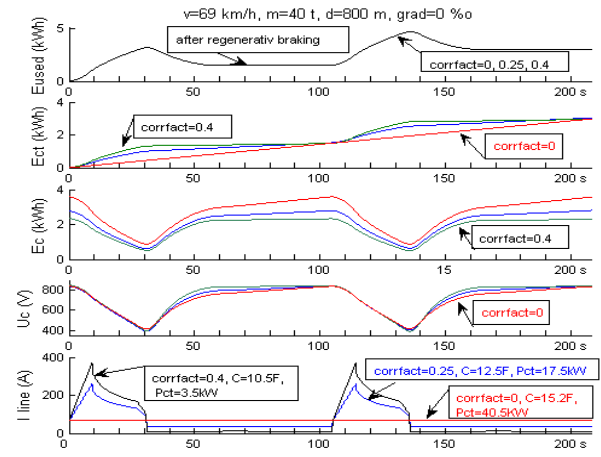 v=69 km/h, m=40 t, d=800 m, grad=0 %o
Eused (kWh)
5
0
after regenerativ braking
corrfact=0, 0.25, 0.4
0 50 100 150 200 s
Ect (kWh)
4
2
0
corrfact=0.4
corrfact=0
0 50 100 150 200 s
Ec (kWh)
4
2
0
corrfact=0.4
0 50 100 150 200 s
Uc (V)
800
600
400
corrfact=0
0 50 100 150 200 s
I line (A)
400
200
0
corrfact=0.4, C=10.5F,
Pct=3.5kW
corrfact=0.25, C=12.5F, Pct=17.5kW
corrfact=0, C=15.2F,
Pct=40.5kW
0 50 100 150 200 s